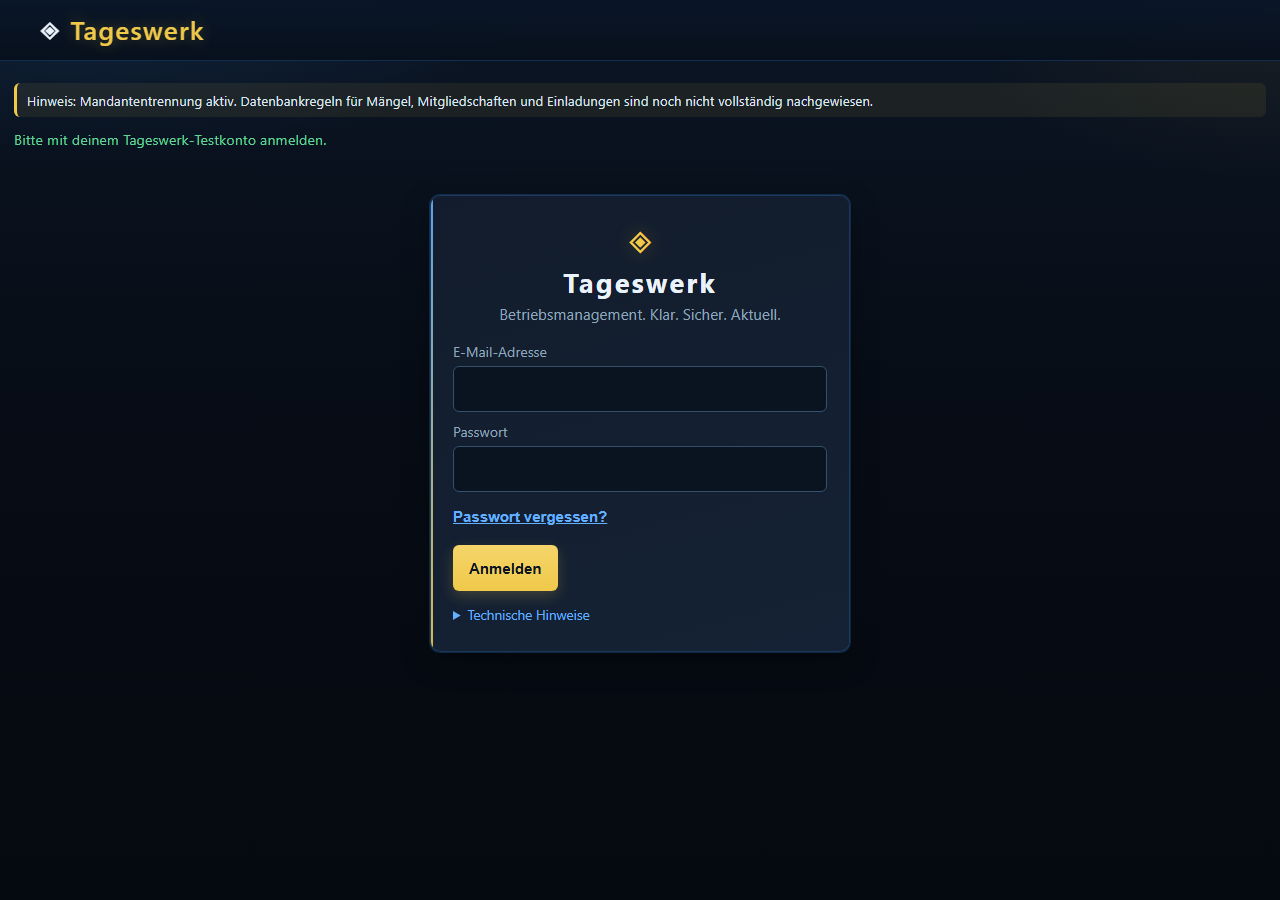 Tageswerk
Hinweis: Mandantentrennung aktiv. Datenbankregeln für Mängel, Mitgliedschaften und Einladungen sind noch nicht vollständig nachgewiesen.
Bitte mit deinem Tageswerk-Testkonto anmelden.
Tageswerk
Betriebsmanagement. Klar. Sicher. Aktuell.
E-Mail-Adresse
Passwort
Passwort vergessen?
Anmelden
Technische Hinweise